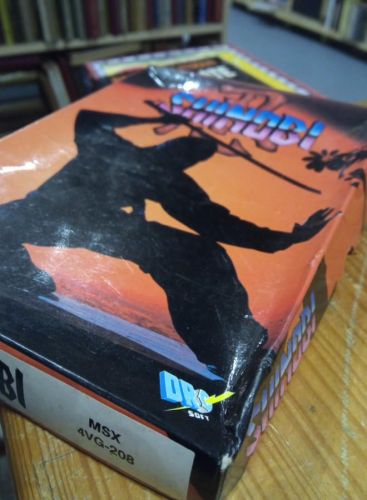 SHINOBI
DRO
SOFT
BI
MSX
4VG-208
SHINOBI